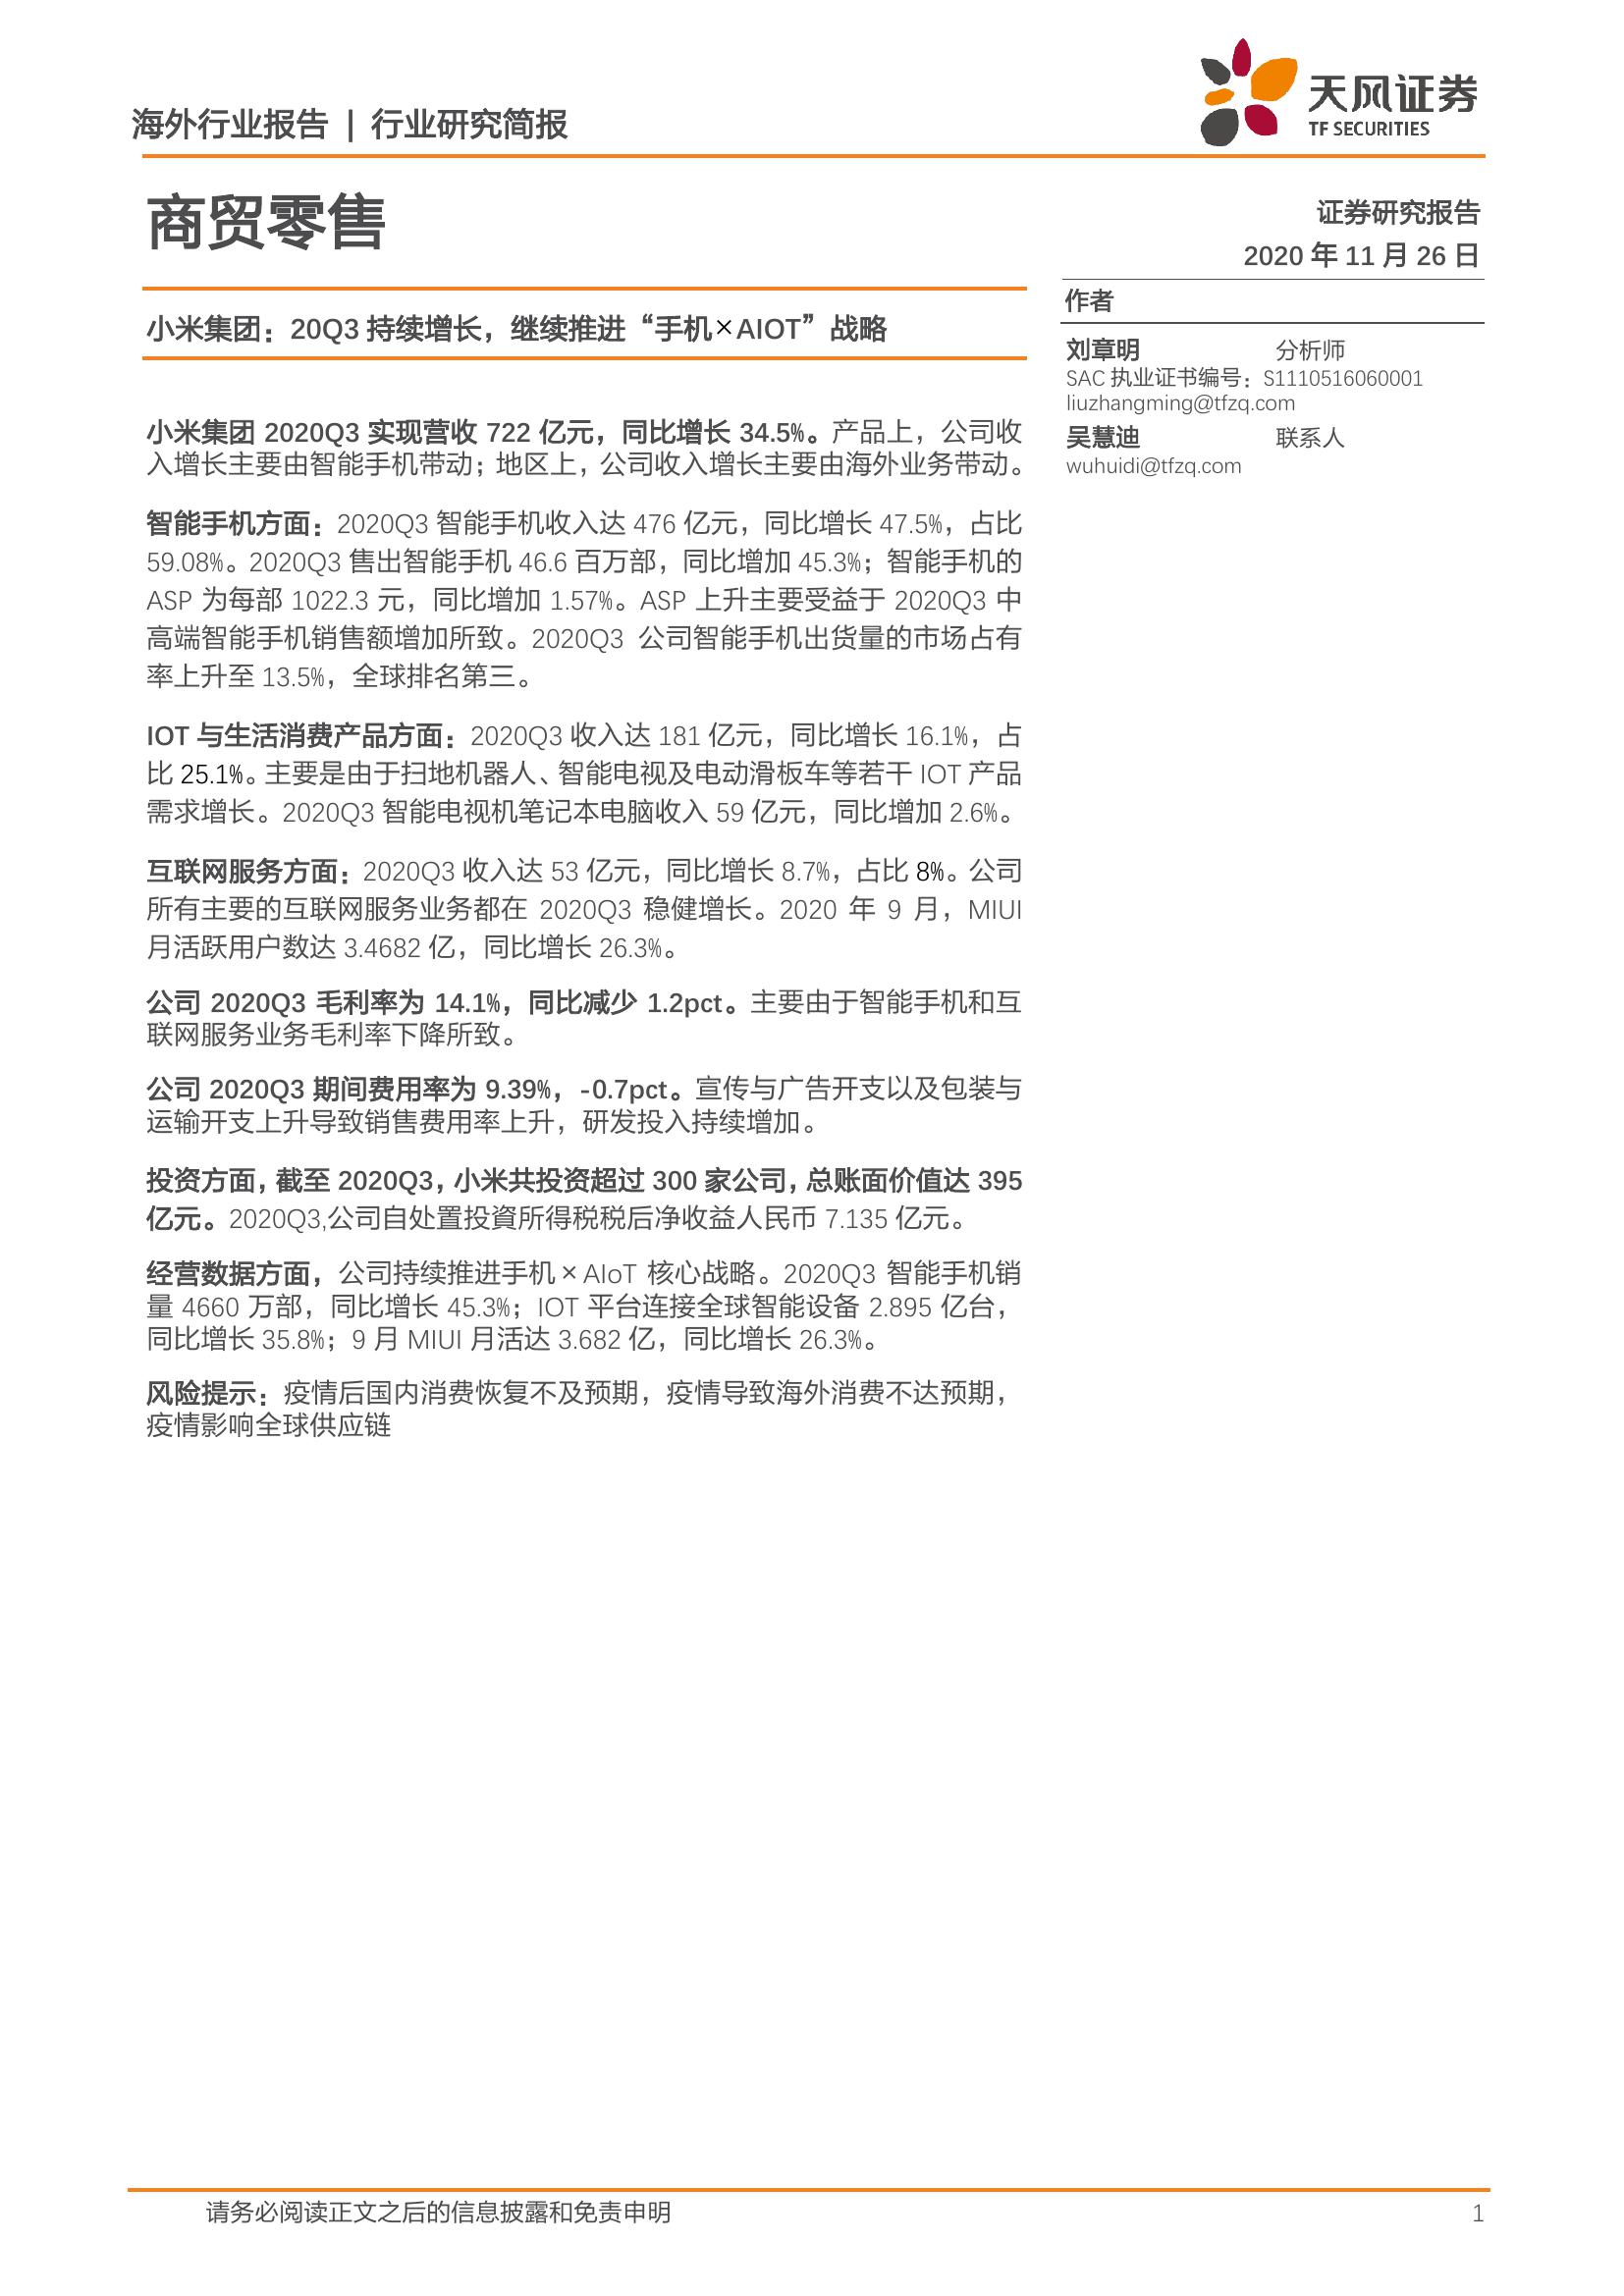 海外行业报告 | 行业研究简报
天风证券
TF SECURITIES
商贸零售
证券研究报告
2020 年 11 月 26 日
小米集团：20Q3 持续增长，继续推进“手机×AIOT”战略
作者
刘章明 分析师
SAC 执业证书编号：S1110516060001
liuzhangming@tfzq.com
吴慧迪 联系人
wuhuidi@tfzq.com
小米集团 2020Q3 实现营收 722 亿元，同比增长 34.5%。产品上，公司收
入增长主要由智能手机带动；地区上，公司收入增长主要由海外业务带动。
智能手机方面：2020Q3 智能手机收入达 476 亿元，同比增长 47.5%，占比
59.08%。2020Q3 售出智能手机 46.6 百万部，同比增加 45.3%；智能手机的
ASP 为每部 1022.3 元，同比增加 1.57%。ASP 上升主要受益于 2020Q3 中
高端智能手机销售额增加所致。2020Q3 公司智能手机出货量的市场占有
率上升至 13.5%，全球排名第三。
IOT 与生活消费产品方面：2020Q3 收入达 181 亿元，同比增长 16.1%，占
比 25.1%。主要是由于扫地机器人、智能电视及电动滑板车等若干 IOT 产品
需求增长。2020Q3 智能电视机笔记本电脑收入 59 亿元，同比增加 2.6%。
互联网服务方面：2020Q3 收入达 53 亿元，同比增长 8.7%，占比 8%。公司
所有主要的互联网服务业务都在 2020Q3 稳健增长。2020 年 9 月，MIUI
月活跃用户数达 3.4682 亿，同比增长 26.3%。
公司 2020Q3 毛利率为 14.1%，同比减少 1.2pct。主要由于智能手机和互
联网服务业务毛利率下降所致。
公司 2020Q3 期间费用率为 9.39%，-0.7pct。宣传与广告开支以及包装与
运输开支上升导致销售费用率上升，研发投入持续增加。
投资方面，截至 2020Q3，小米共投资超过 300 家公司，总账面价值达 395
亿元。2020Q3,公司自处置投資所得税税后净收益人民币 7.135 亿元。
经营数据方面，公司持续推进手机×AIoT 核心战略。2020Q3 智能手机销
量 4660 万部，同比增长 45.3%；IOT 平台连接全球智能设备 2.895 亿台，
同比增长 35.8%；9 月 MIUI 月活达 3.682 亿，同比增长 26.3%。
风险提示：疫情后国内消费恢复不及预期，疫情导致海外消费不达预期，
疫情影响全球供应链
请务必阅读正文之后的信息披露和免责申明 1